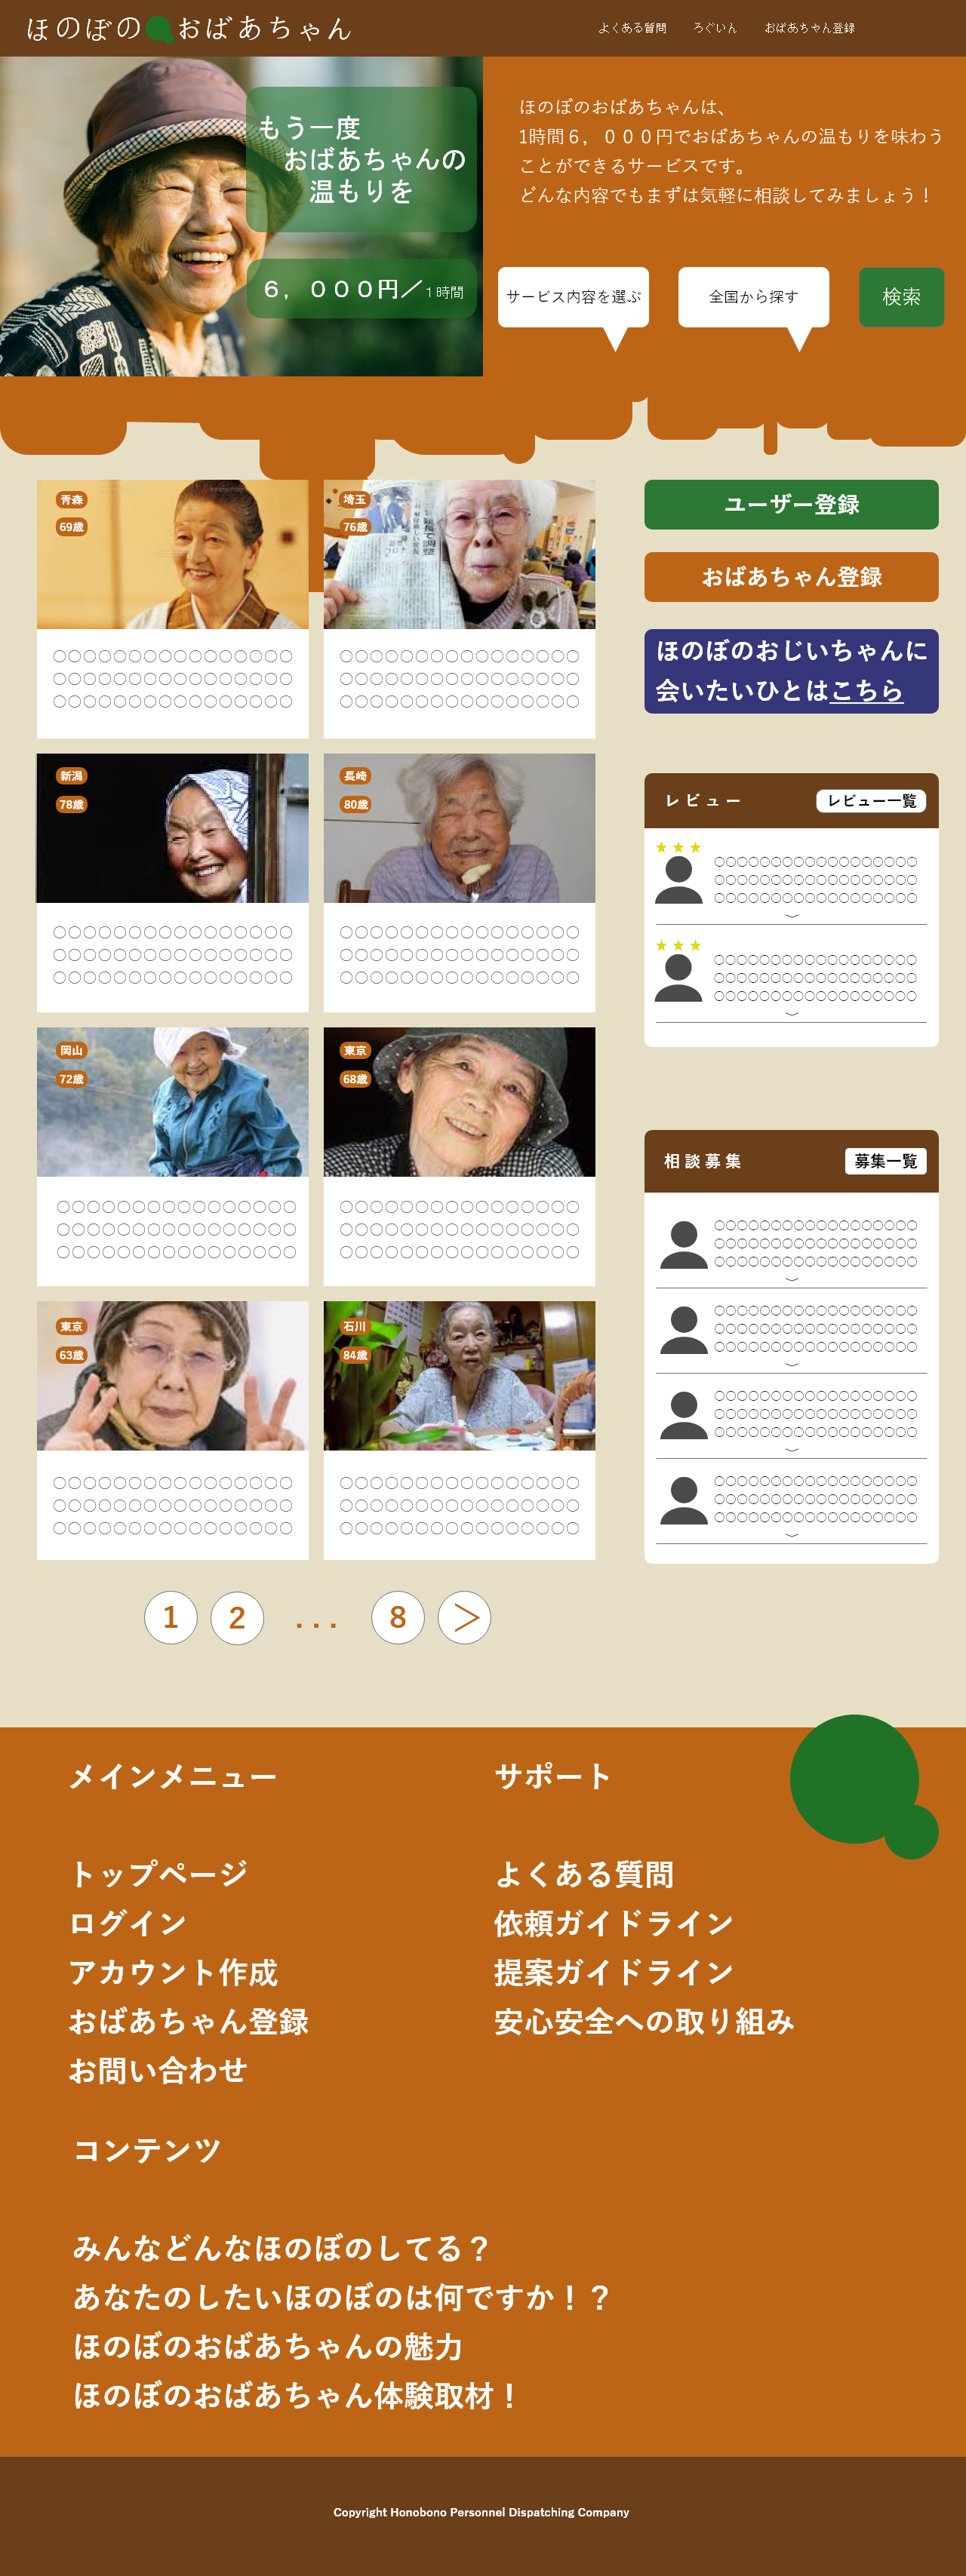 ほのぼの おばあちゃん
よくある質問 ろぐいん おばあちゃん登録
もう一度
おばあちゃんの
温もりを
６，０００円／１時間
ほのぼのおばあちゃんは、
1時間６，０００円でおばあちゃんの温もりを味わう
ことができるサービスです。
どんな内容でもまずは気軽に相談してみましょう！
サービス内容を選ぶ 全国から探す 検索
青森
69歳
〇〇〇〇〇〇〇〇〇〇〇〇〇〇〇〇
〇〇〇〇〇〇〇〇〇〇〇〇〇〇〇〇
〇〇〇〇〇〇〇〇〇〇〇〇〇〇〇〇
埼玉
76歳
〇〇〇〇〇〇〇〇〇〇〇〇〇〇〇〇
〇〇〇〇〇〇〇〇〇〇〇〇〇〇〇〇
〇〇〇〇〇〇〇〇〇〇〇〇〇〇〇〇
新潟
78歳
〇〇〇〇〇〇〇〇〇〇〇〇〇〇〇〇
〇〇〇〇〇〇〇〇〇〇〇〇〇〇〇〇
〇〇〇〇〇〇〇〇〇〇〇〇〇〇〇〇
長崎
80歳
〇〇〇〇〇〇〇〇〇〇〇〇〇〇〇〇
〇〇〇〇〇〇〇〇〇〇〇〇〇〇〇〇
〇〇〇〇〇〇〇〇〇〇〇〇〇〇〇〇
岡山
72歳
〇〇〇〇〇〇〇〇〇〇〇〇〇〇〇〇
〇〇〇〇〇〇〇〇〇〇〇〇〇〇〇〇
〇〇〇〇〇〇〇〇〇〇〇〇〇〇〇〇
東京
68歳
〇〇〇〇〇〇〇〇〇〇〇〇〇〇〇〇
〇〇〇〇〇〇〇〇〇〇〇〇〇〇〇〇
〇〇〇〇〇〇〇〇〇〇〇〇〇〇〇〇
東京
63歳
〇〇〇〇〇〇〇〇〇〇〇〇〇〇〇〇
〇〇〇〇〇〇〇〇〇〇〇〇〇〇〇〇
〇〇〇〇〇〇〇〇〇〇〇〇〇〇〇〇
石川
84歳
〇〇〇〇〇〇〇〇〇〇〇〇〇〇〇〇
〇〇〇〇〇〇〇〇〇〇〇〇〇〇〇〇
〇〇〇〇〇〇〇〇〇〇〇〇〇〇〇〇
1 2 ... 8 ＞
ユーザー登録
おばあちゃん登録
ほのぼのおじいちゃんに
会いたいひとはこちら
レビュー レビュー一覧
★★★
〇〇〇〇〇〇〇〇〇〇〇〇〇〇〇〇〇〇
〇〇〇〇〇〇〇〇〇〇〇〇〇〇〇〇〇〇
〇〇〇〇〇〇〇〇〇〇〇〇〇〇〇〇〇〇
★★★
〇〇〇〇〇〇〇〇〇〇〇〇〇〇〇〇〇〇
〇〇〇〇〇〇〇〇〇〇〇〇〇〇〇〇〇〇
〇〇〇〇〇〇〇〇〇〇〇〇〇〇〇〇〇〇
相談募集 募集一覧
〇〇〇〇〇〇〇〇〇〇〇〇〇〇〇〇〇〇
〇〇〇〇〇〇〇〇〇〇〇〇〇〇〇〇〇〇
〇〇〇〇〇〇〇〇〇〇〇〇〇〇〇〇〇〇
〇〇〇〇〇〇〇〇〇〇〇〇〇〇〇〇〇〇
〇〇〇〇〇〇〇〇〇〇〇〇〇〇〇〇〇〇
〇〇〇〇〇〇〇〇〇〇〇〇〇〇〇〇〇〇
〇〇〇〇〇〇〇〇〇〇〇〇〇〇〇〇〇〇
〇〇〇〇〇〇〇〇〇〇〇〇〇〇〇〇〇〇
〇〇〇〇〇〇〇〇〇〇〇〇〇〇〇〇〇〇
〇〇〇〇〇〇〇〇〇〇〇〇〇〇〇〇〇〇
〇〇〇〇〇〇〇〇〇〇〇〇〇〇〇〇〇〇
〇〇〇〇〇〇〇〇〇〇〇〇〇〇〇〇〇〇
メインメニュー
トップページ
ログイン
アカウント作成
おばあちゃん登録
お問い合わせ
サポート
よくある質問
依頼ガイドライン
提案ガイドライン
安心安全への取り組み
コンテンツ
みんなどんなほのぼのしてる？
あなたのしたいほのぼのは何ですか！？
ほのぼのおばあちゃんの魅力
ほのぼのおばあちゃん体験取材！
Copyright Honobono Personnel Dispatching Company